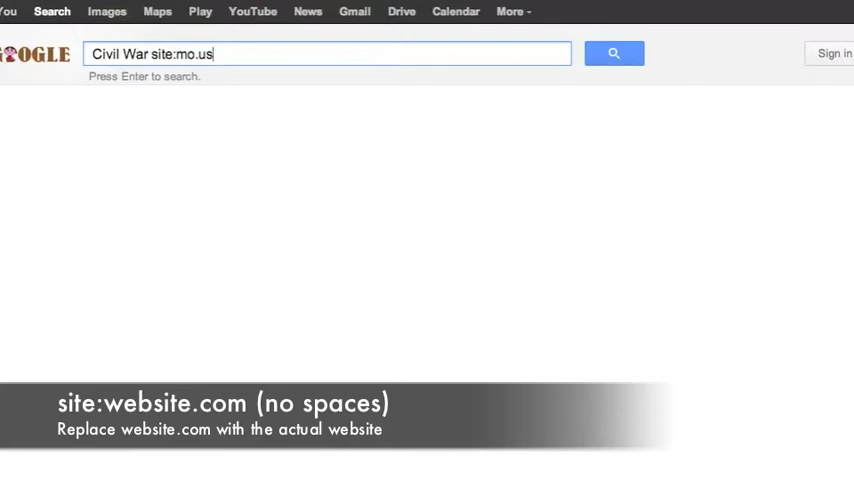 You Search Images Maps Play YouTube News Gmail Drive Calendar More
GOOGLE Civil War site:mo.us Sign in
Press Enter to search.
site:website.com (no spaces)
Replace website.com with the actual website